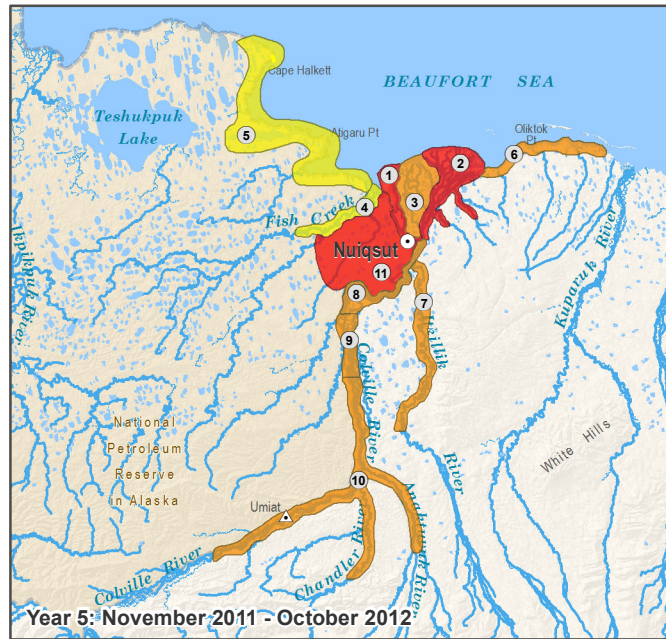 Cape Halkett
BEAUFORT SEA
Teshukpuk
Lake
Atigaru Pt
Oliktok
Pt
5
1
2
6
4
3
Fish Creek
Nuiqsut
Ikpikpuk
River
11
8
7
9
Itkillik
River
Colville
River
Kuparuk River
White Hills
National
Petroleum
Reserve
in Alaska
10
Umiat
Anaktuvuk River
Chandler River
Colville River
Year 5: November 2011 - October 2012